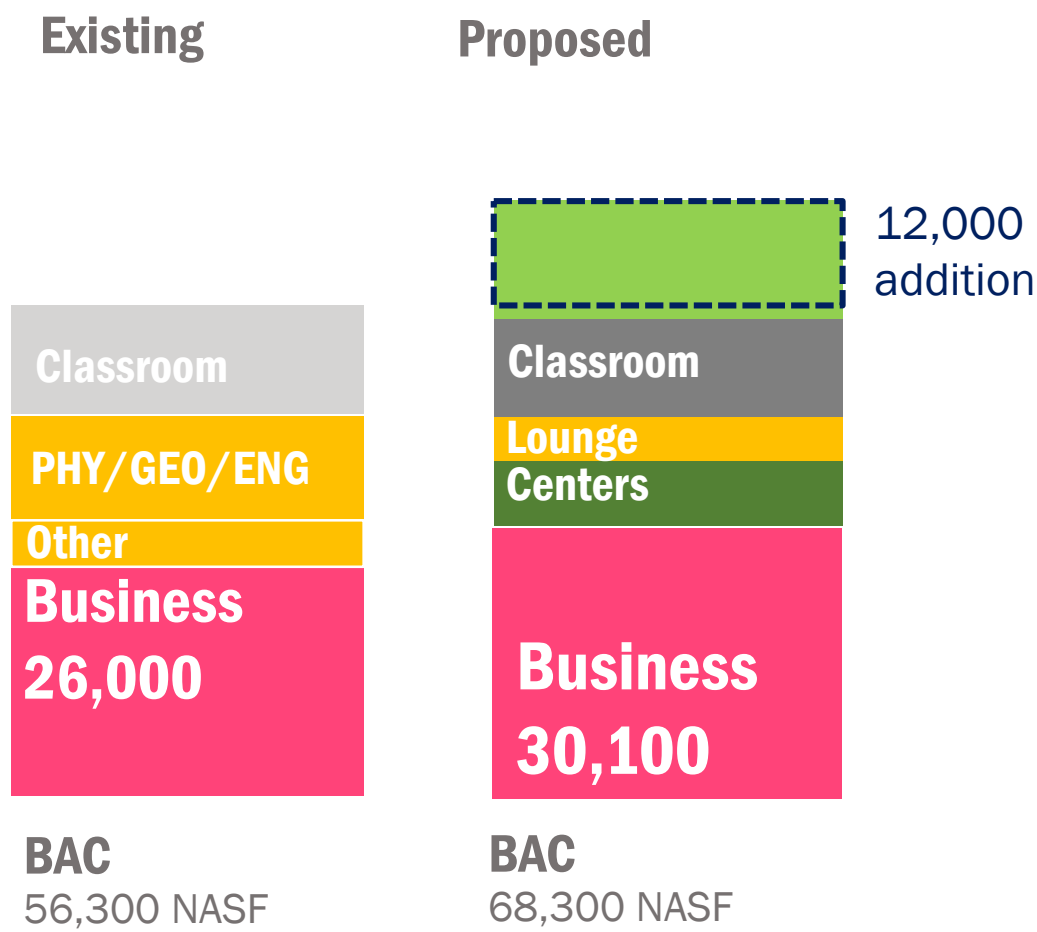 Existing
Proposed
12,000
addition
Classroom
PHY/GEO/ENG
Other
Business
26,000
Classroom
Lounge
Centers
Business
30,100
BAC
56,300 NASF
BAC
68,300 NASF